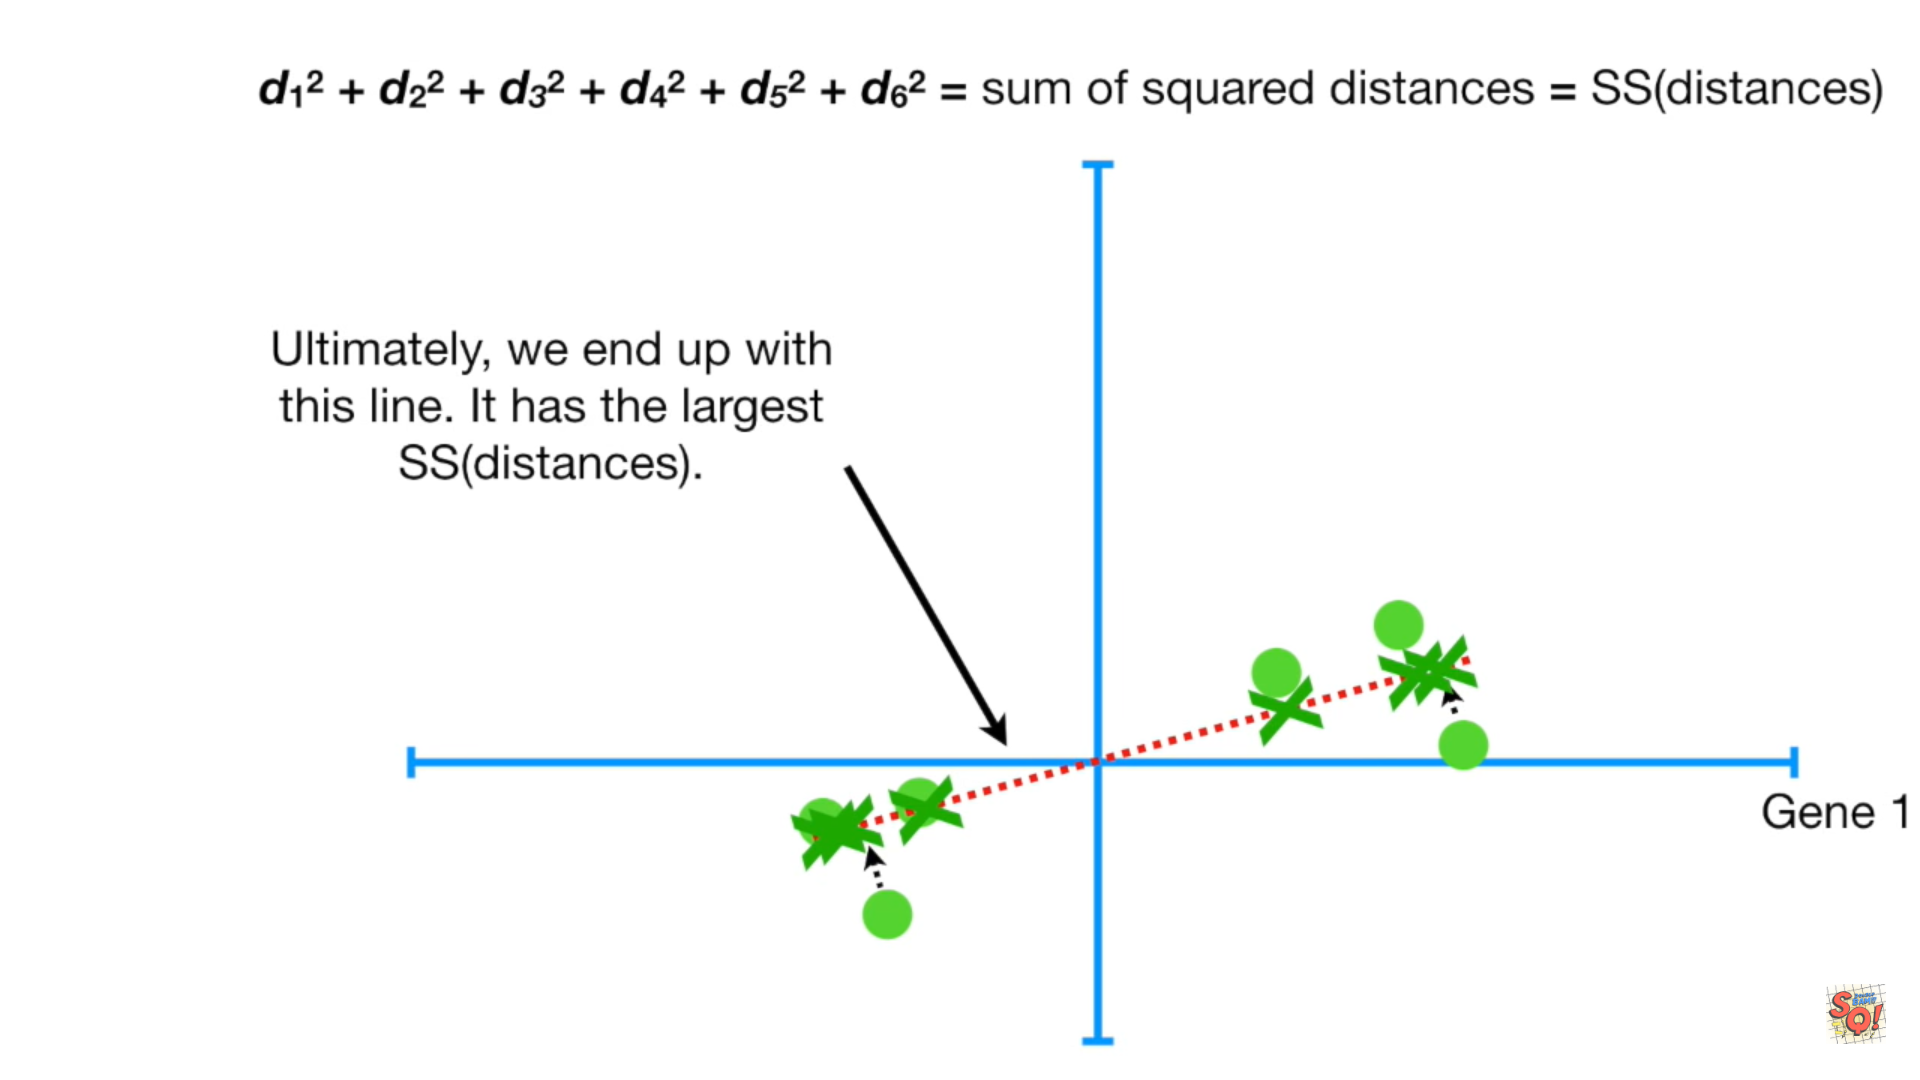 d₁² + d₂² + d₃² + d₄² + d₅² + d₆² = sum of squared distances = SS(distances)
Ultimately, we end up with
this line. It has the largest
SS(distances).
Gene 1
SQ!